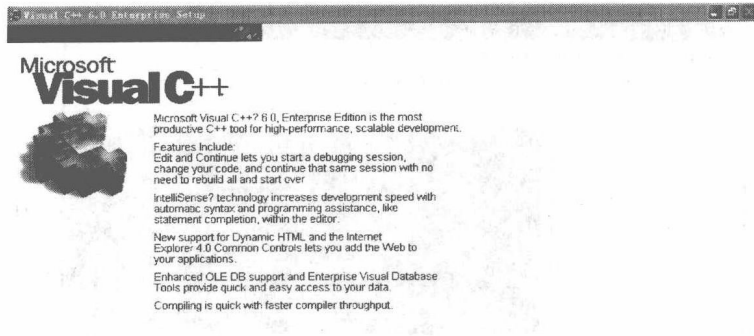 Visual C++ 6.0 Enterprise Setup
Microsoft
Visual C++
Microsoft Visual C++? 6.0, Enterprise Edition is the most
productive C++ tool for high-performance, scalable development.
Features Include:
Edit and Continue lets you start a debugging session,
change your code, and continue that same session with no
need to rebuild all and start over
IntelliSense? technology increases development speed with
automatic syntax and programming assistance, like
statement completion, within the editor.
New support for Dynamic HTML and the Internet
Explorer 4.0 Common Controls lets you add the Web to
your applications.
Enhanced OLE DB support and Enterprise Visual Database
Tools provide quick and easy access to your data.
Compiling is quick with faster compiler throughput.